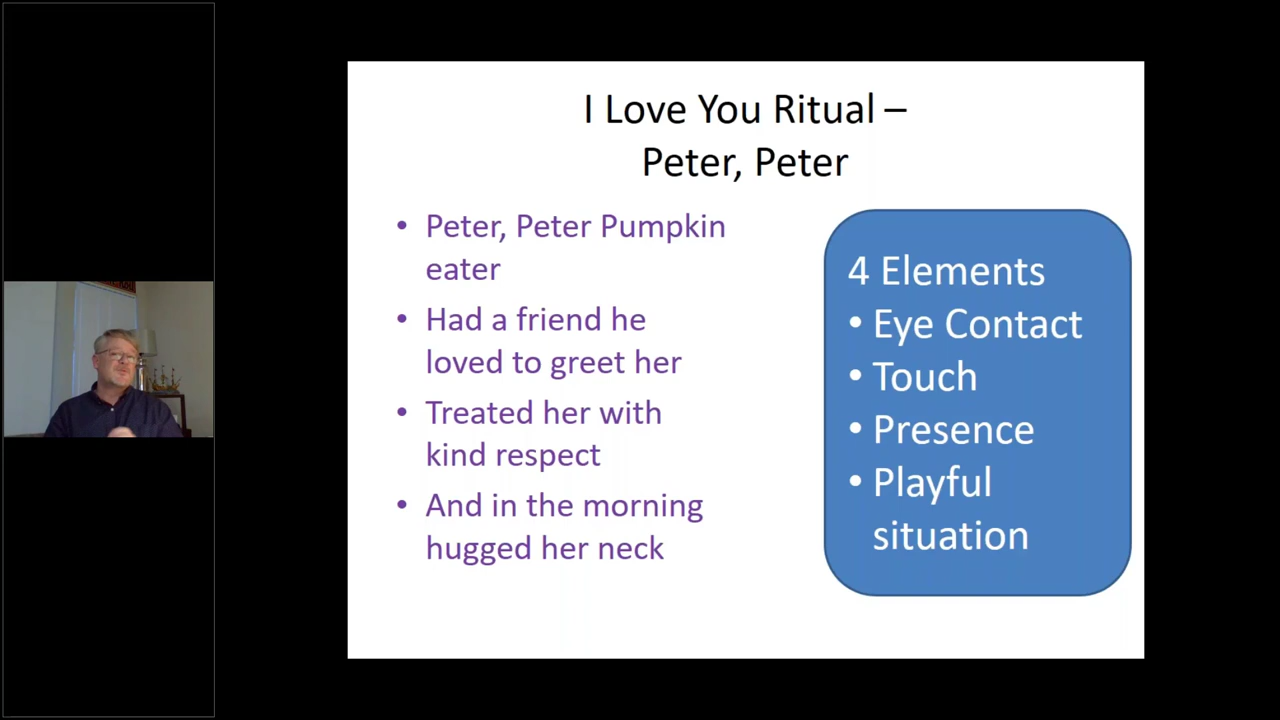 I Love You Ritual –
Peter, Peter
• Peter, Peter Pumpkin
eater
• Had a friend he
loved to greet her
• Treated her with
kind respect
• And in the morning
hugged her neck
4 Elements
• Eye Contact
• Touch
• Presence
• Playful
situation